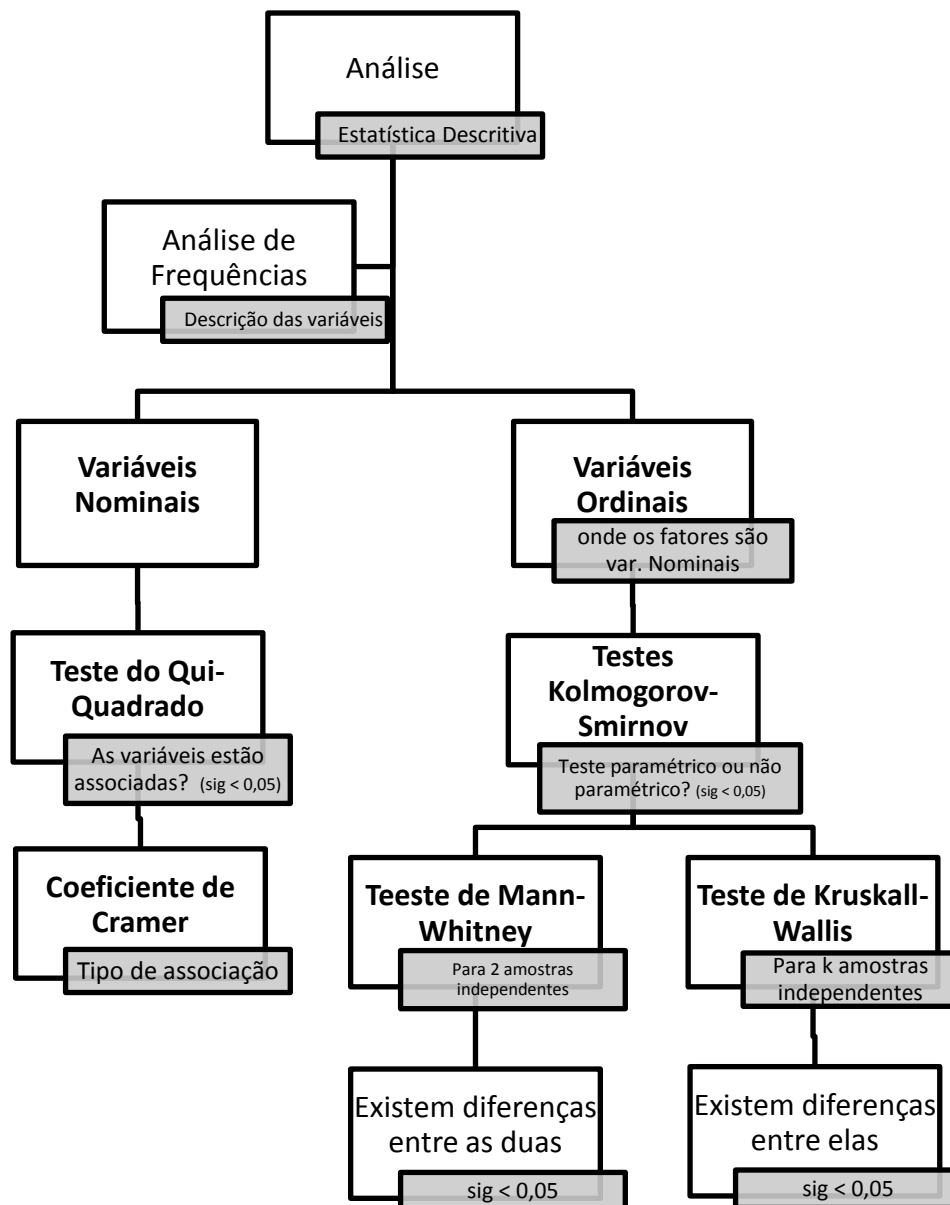 Análise
Estatística Descritiva
Análise de
Frequências
Descrição das variáveis
Variáveis
Nominais
Variáveis
Ordinais
onde os fatores são
var. Nominais
Teste do Qui-
Quadrado
As variáveis estão
associadas? (sig < 0,05)
Testes
Kolmogorov-
Smirnov
Teste paramétrico ou não
paramétrico? (sig < 0,05)
Coeficiente de
Cramer
Tipo de associação
Teeste de Mann-
Whitney
Para 2 amostras
independentes
Teste de Kruskall-
Wallis
Para k amostras
independentes
Existem diferenças
entre as duas
sig < 0,05
Existem diferenças
entre elas
sig < 0,05